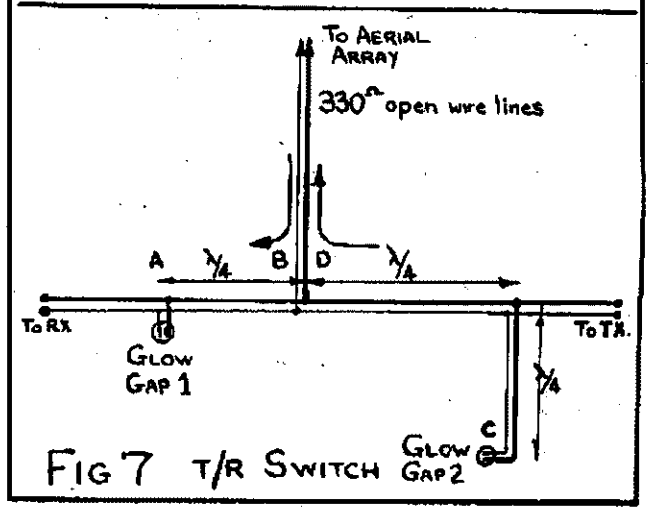 To AERIAL
ARRAY
330Ω open wire lines
A λ/4 B D λ/4
To RX
To TX.
GLOW
GAP 1
λ/4
C
GLOW
GAP 2
FIG 7 T/R SWITCH